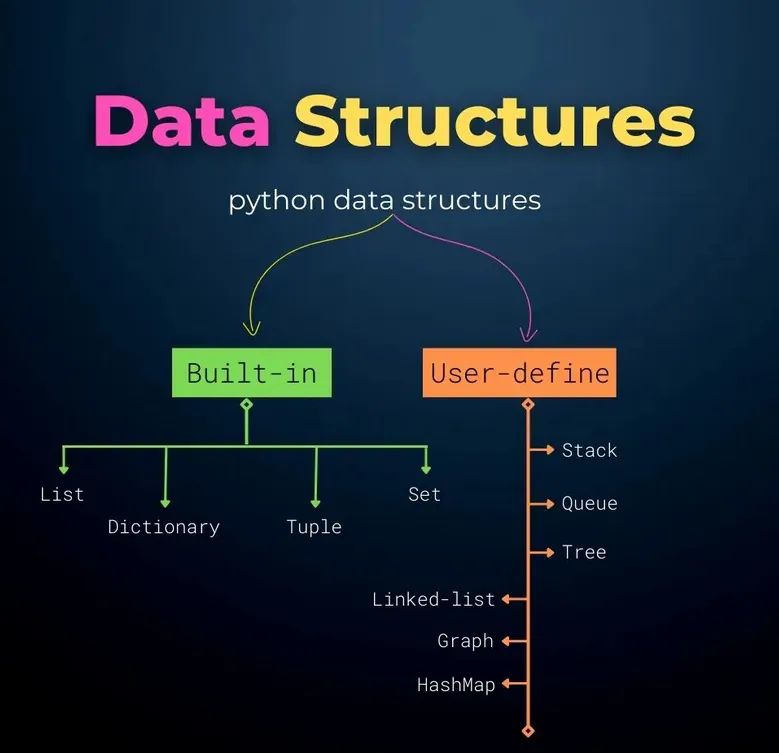 Data Structures
python data structures
Built-in
User-define
List
Dictionary
Tuple
Set
Stack
Queue
Tree
Linked-list
Graph
HashMap